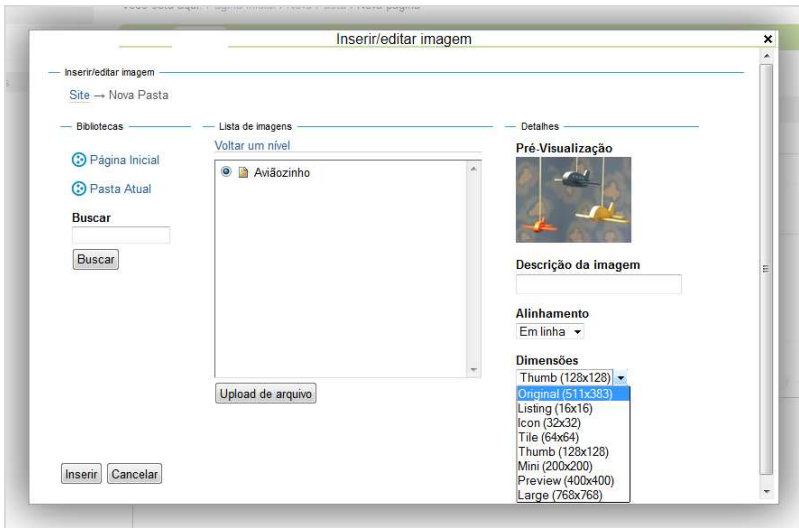 Inserir/editar imagem
Inserir/editar imagem
Site → Nova Pasta
Bibliotecas
Página Inicial
Pasta Atual
Buscar
Buscar
Lista de imagens
Voltar um nível
Aviãozinho
Upload de arquivo
Detalhes
Pré-Visualização
Descrição da imagem
Alinhamento
Em linha
Dimensões
Thumb (128x128)
Original (511x383)
Listing (16x16)
Icon (32x32)
Tile (64x64)
Thumb (128x128)
Mini (200x200)
Preview (400x400)
Large (768x768)
Inserir Cancelar